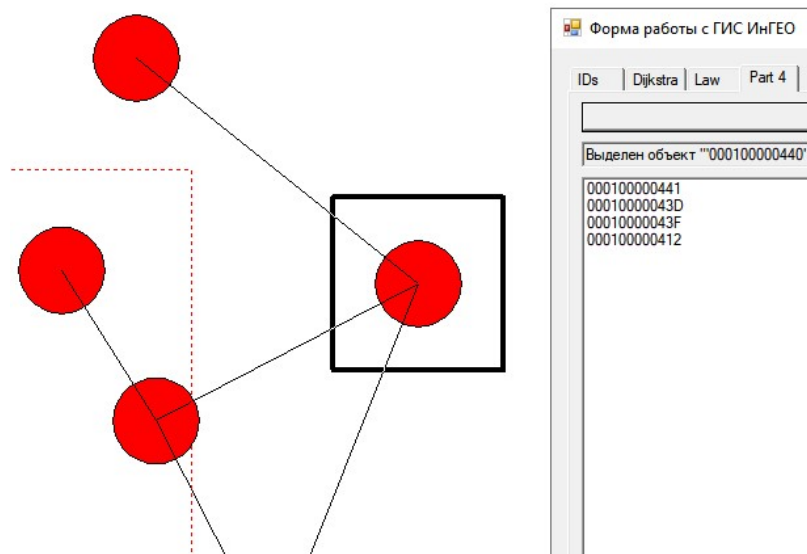 Форма работы с ГИС ИнГЕО
IDs Dijkstra Law Part 4
Выделен объект "'000100000440'
000100000441
00010000043D
00010000043F
000100000412